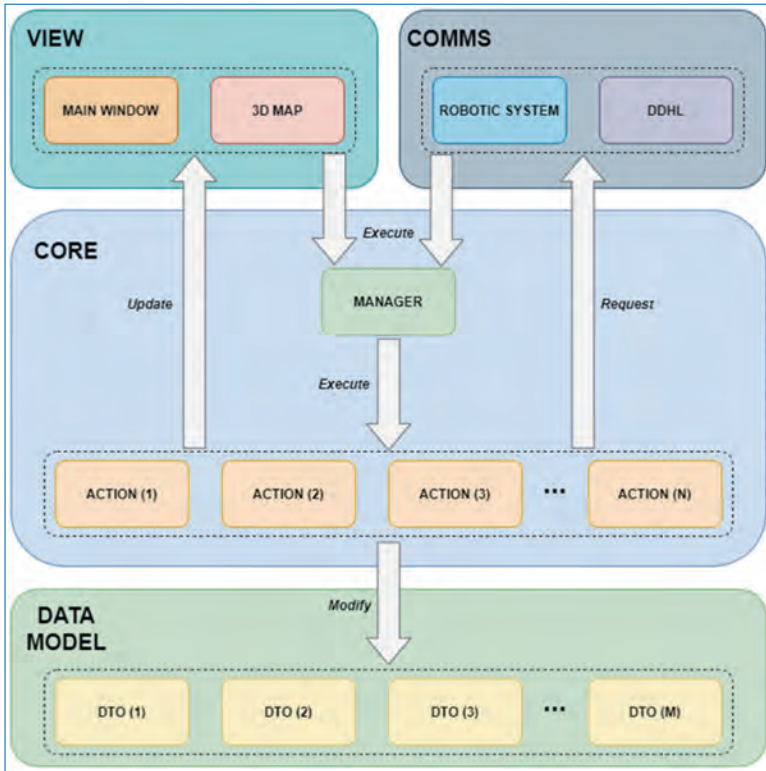 VIEW
COMMS
MAIN WINDOW
3D MAP
ROBOTIC SYSTEM
DDHL
CORE
Execute
MANAGER
Update
Request
Execute
ACTION (1)
ACTION (2)
ACTION (3)
...
ACTION (N)
Modify
DATA
MODEL
DTO (1)
DTO (2)
DTO (3)
...
DTO (M)